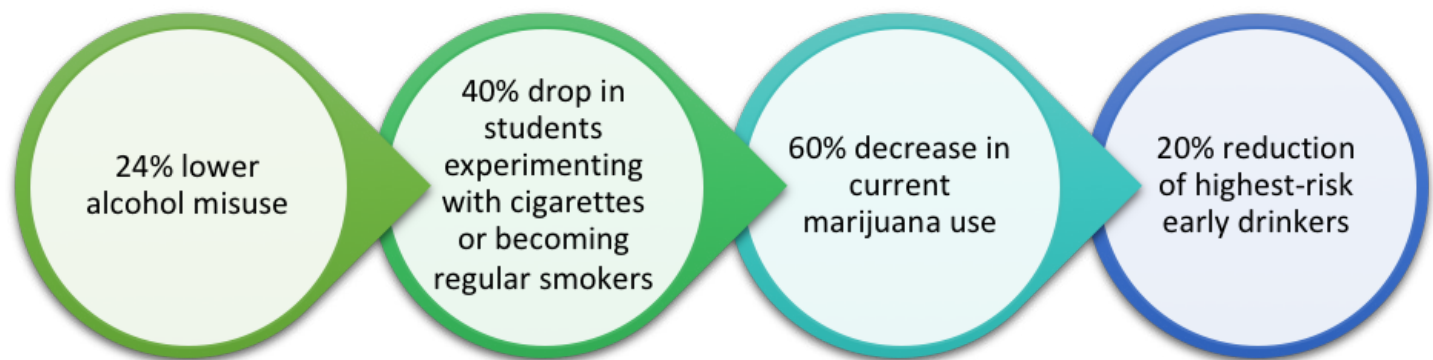 24% lower
alcohol misuse
40% drop in
students
experimenting
with cigarettes
or becoming
regular smokers
60% decrease in
current
marijuana use
20% reduction
of highest-risk
early drinkers